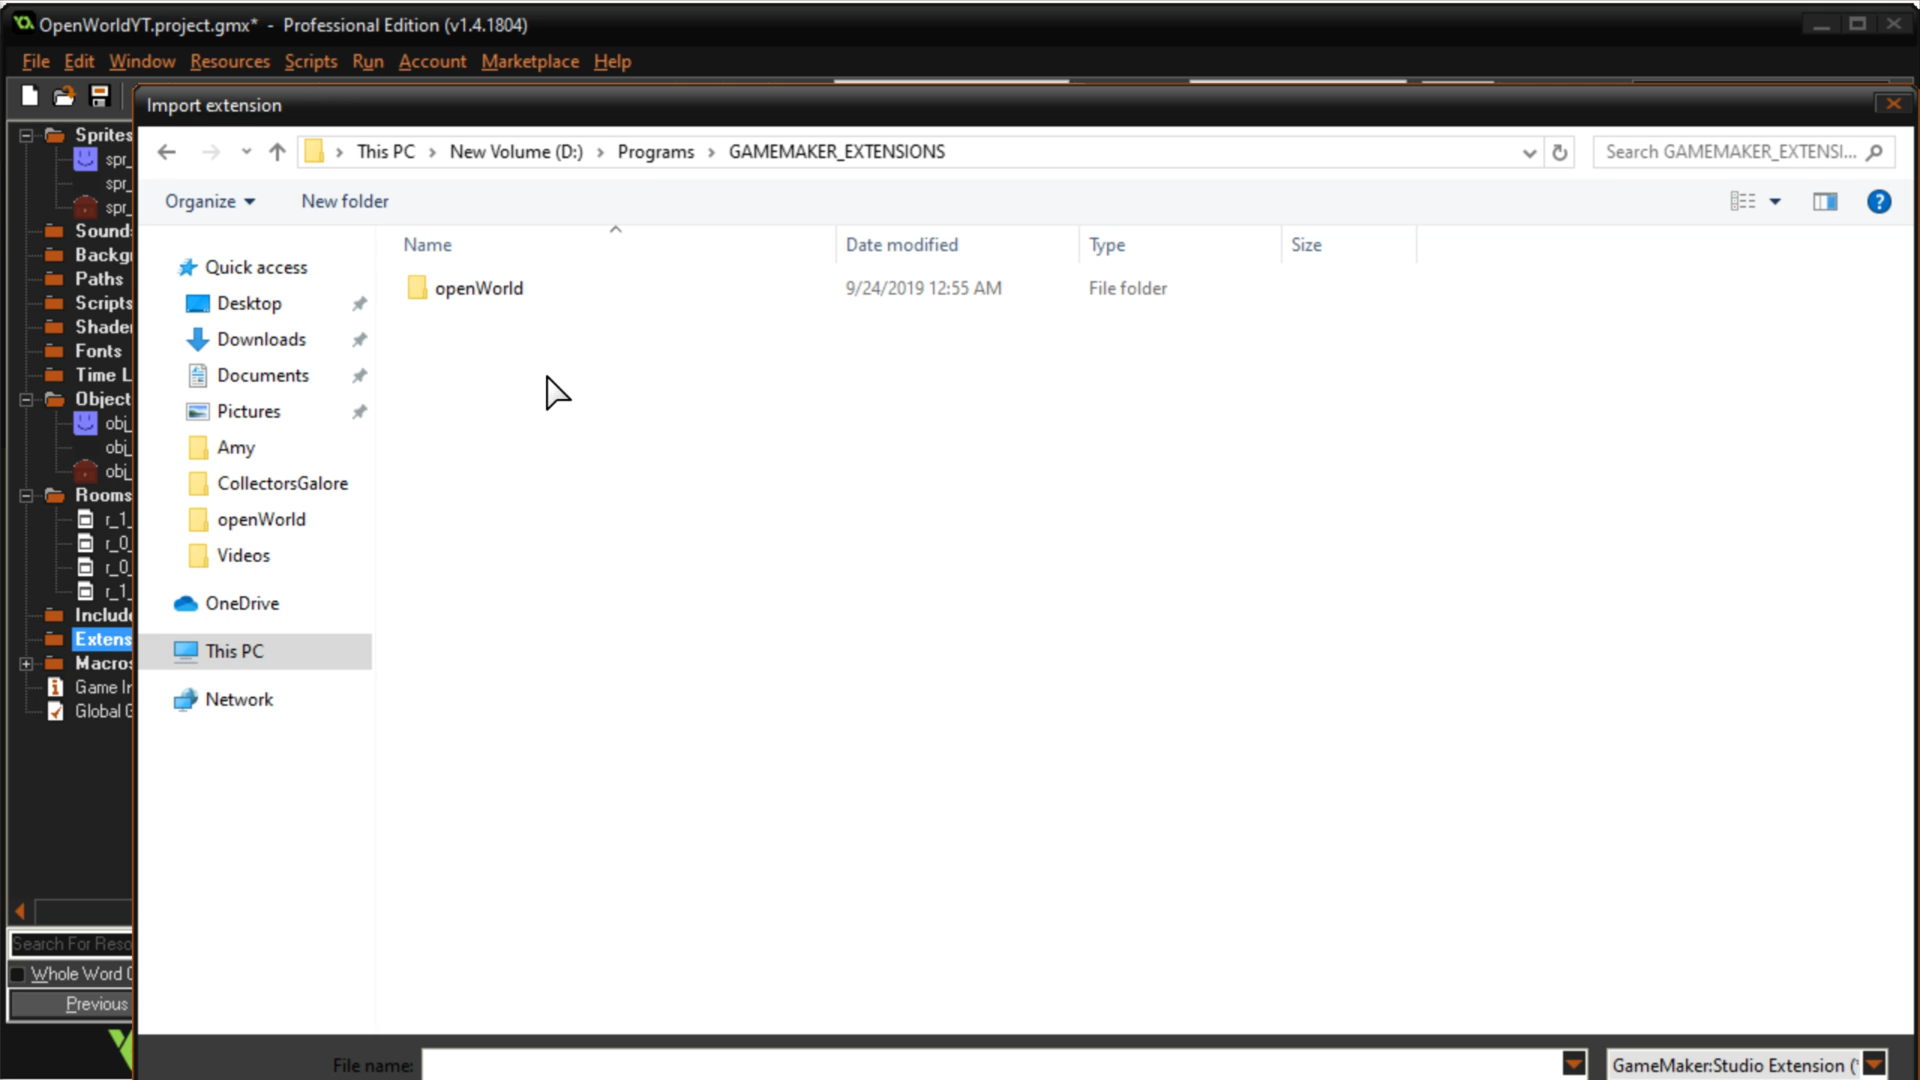 OpenWorldYT.project.gmx* - Professional Edition (v1.4.1804)
File Edit Window Resources Scripts Run Account Marketplace Help
Import extension
This PC > New Volume (D:) > Programs > GAMEMAKER_EXTENSIONS
Search GAMEMAKER_EXTENSI...
Organize New folder
Name Date modified Type Size
openWorld 9/24/2019 12:55 AM File folder
Quick access
Desktop
Downloads
Documents
Pictures
Amy
CollectorsGalore
openWorld
Videos
OneDrive
This PC
Network
Sprites
spr_
spr_
spr_
Sound
Backg
Paths
Scripts
Shade
Fonts
Time L
Object
obj_
obj_
obj_
Rooms
r_1_
r_0_
r_0_
r_1_
Includ
Extens
Macros
Game In
Global G
Search For Reso
Whole Word O
Previous
File name:
GameMaker:Studio Extension (